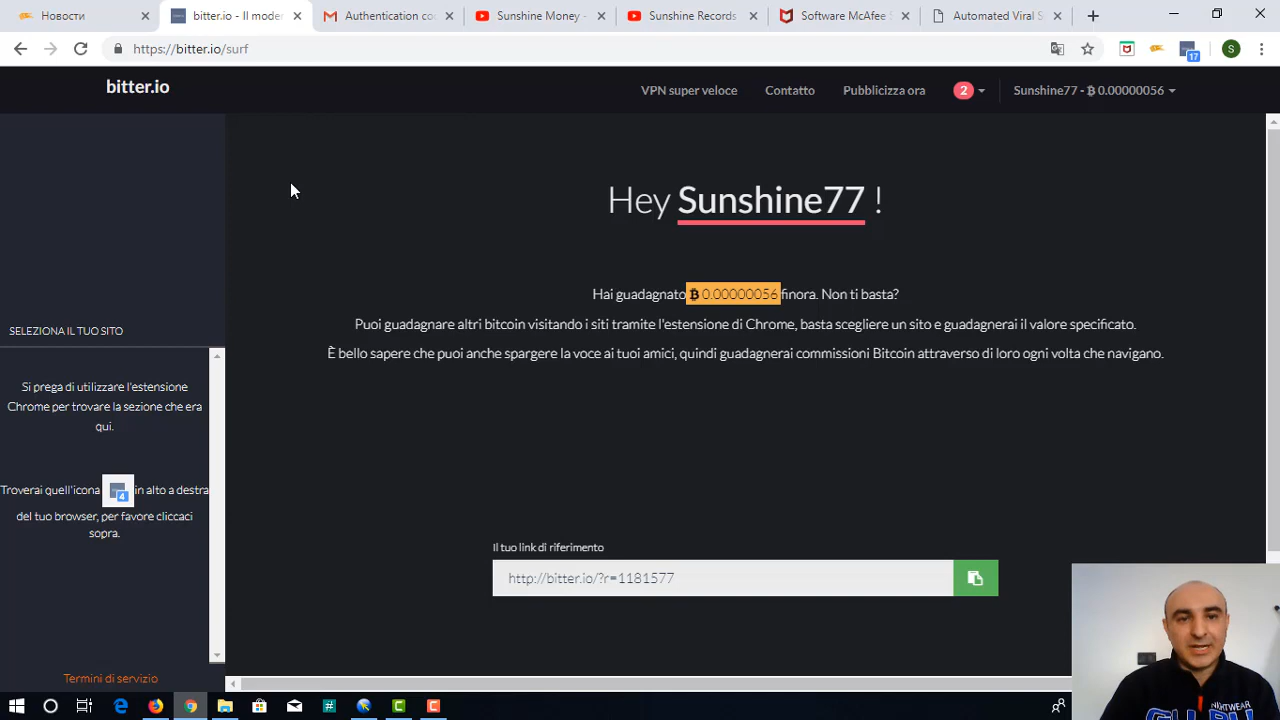 Новости
bitter.io - Il moder
Authentication co
Sunshine Money -
Sunshine Records
Software McAfee
Automated Viral S
https://bitter.io/surf
17
S
bitter.io
VPN super veloce
Contatto
Pubblicizza ora
2
Sunshine77 - ₿ 0.00000056
Hey Sunshine77 !
Hai guadagnato ₿ 0.00000056 finora. Non ti basta?
Puoi guadagnare altri bitcoin visitando i siti tramite l'estensione di Chrome, basta scegliere un sito e guadagnerai il valore specificato.
È bello sapere che puoi anche spargere la voce ai tuoi amici, quindi guadagnerai commissioni Bitcoin attraverso di loro ogni volta che navigano.
SELEZIONA IL TUO SITO
Si prega di utilizzare l'estensione
Chrome per trovare la sezione che era
qui.
Troverai quell'icona 4 in alto a destra
del tuo browser, per favore cliccaci
sopra.
Il tuo link di riferimento
http://bitter.io/?r=1181577
Termini di servizio
NIGHTWEAR